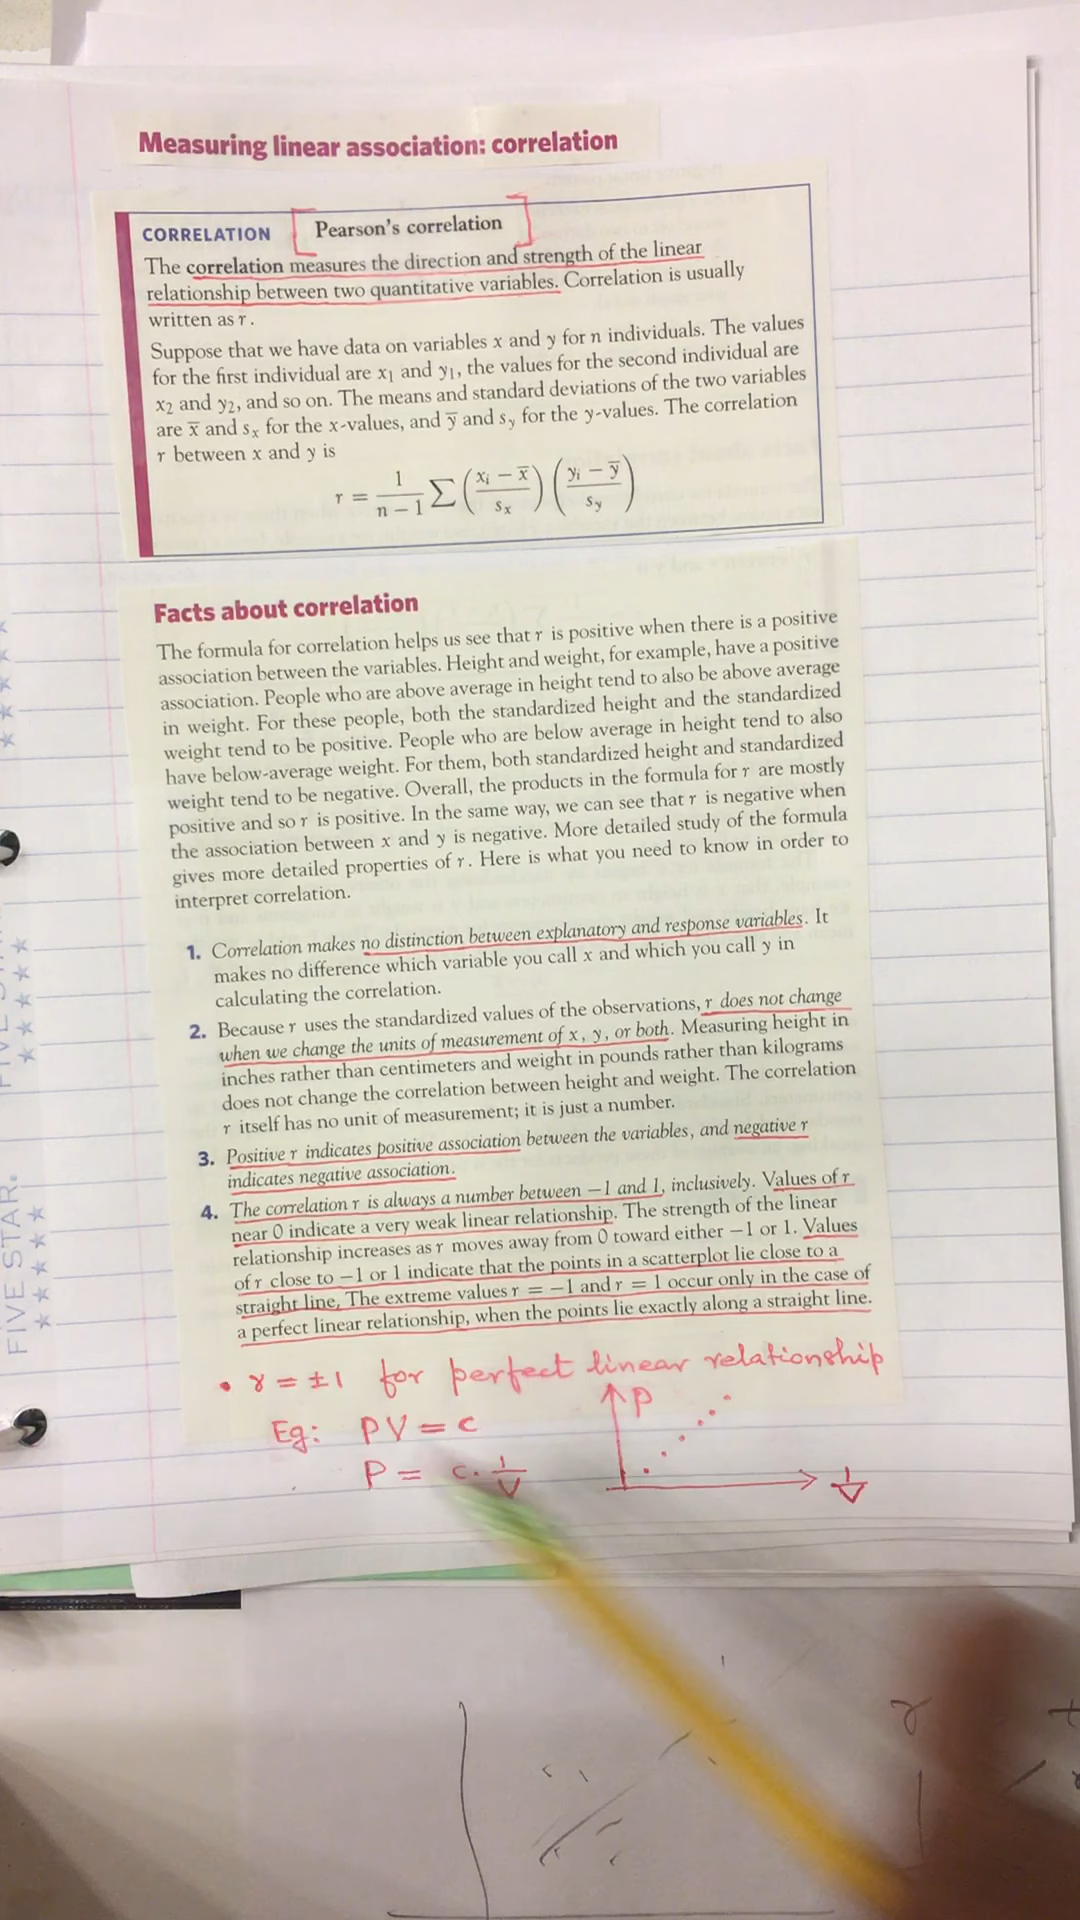 Measuring linear association: correlation
CORRELATION Pearson's correlation
The correlation measures the direction and strength of the linear
relationship between two quantitative variables. Correlation is usually
written as r.
Suppose that we have data on variables x and y for n individuals. The values
for the first individual are x₁ and y₁, the values for the second individual are
x₂ and y₂, and so on. The means and standard deviations of the two variables
are x̅ and sₓ for the x-values, and y̅ and s_y for the y-values. The correlation
r between x and y is
r = 1/(n − 1) ∑ ((xᵢ − x̅)/sₓ) ((yᵢ − y̅)/s_y)
Facts about correlation
The formula for correlation helps us see that r is positive when there is a positive
association between the variables. Height and weight, for example, have a positive
association. People who are above average in height tend to also be above average
in weight. For these people, both the standardized height and the standardized
weight tend to be positive. People who are below average in height tend to also
have below-average weight. For them, both standardized height and standardized
weight tend to be negative. Overall, the products in the formula for r are mostly
positive and so r is positive. In the same way, we can see that r is negative when
the association between x and y is negative. More detailed study of the formula
gives more detailed properties of r. Here is what you need to know in order to
interpret correlation.
1. Correlation makes no distinction between explanatory and response variables. It
makes no difference which variable you call x and which you call y in
calculating the correlation.
2. Because r uses the standardized values of the observations, r does not change
when we change the units of measurement of x, y, or both. Measuring height in
inches rather than centimeters and weight in pounds rather than kilograms
does not change the correlation between height and weight. The correlation
r itself has no unit of measurement; it is just a number.
3. Positive r indicates positive association between the variables, and negative r
indicates negative association.
4. The correlation r is always a number between −1 and 1, inclusively. Values of r
near 0 indicate a very weak linear relationship. The strength of the linear
relationship increases as r moves away from 0 toward either −1 or 1. Values
of r close to −1 or 1 indicate that the points in a scatterplot lie close to a
straight line, The extreme values r = −1 and r = 1 occur only in the case of
a perfect linear relationship, when the points lie exactly along a straight line.
• r = ±1 for perfect linear relationship
Eg: PV = c
P = c. 1/V
P
1/V
FIVE STAR.
r